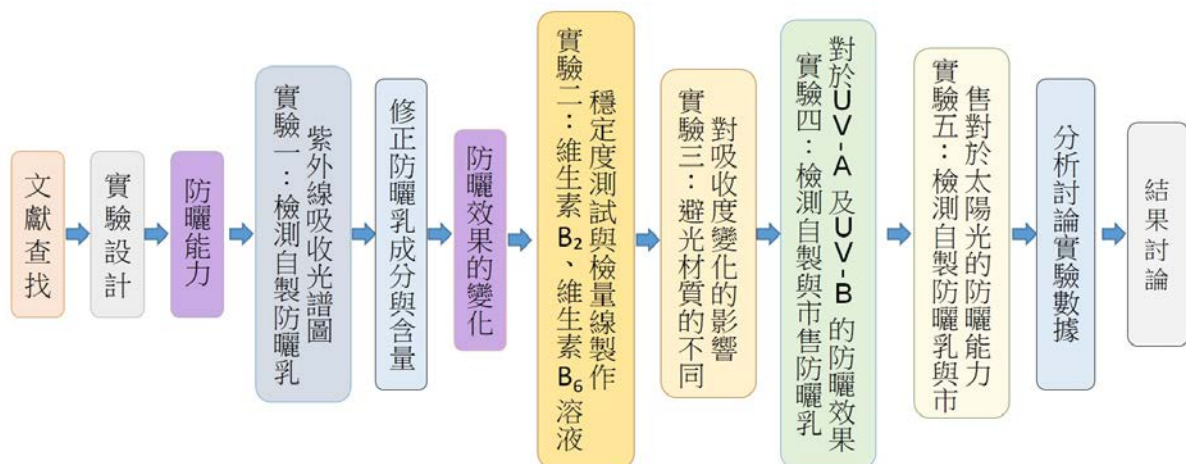 文獻查找
實驗設計
防曬能力
實驗一：檢測自製防曬乳
紫外線吸收光譜圖
修正防曬乳成分與含量
防曬效果的變化
實驗二：維生素B₂、維生素B₆溶液
穩定度測試與檢量線製作
實驗三：避光材質的不同
對吸收度變化的影響
實驗四：檢測自製與市售防曬乳
對於UV-A及UV-B的防曬效果
實驗五：檢測自製防曬乳與市
售對於太陽光的防曬能力
分析討論實驗數據
結果討論